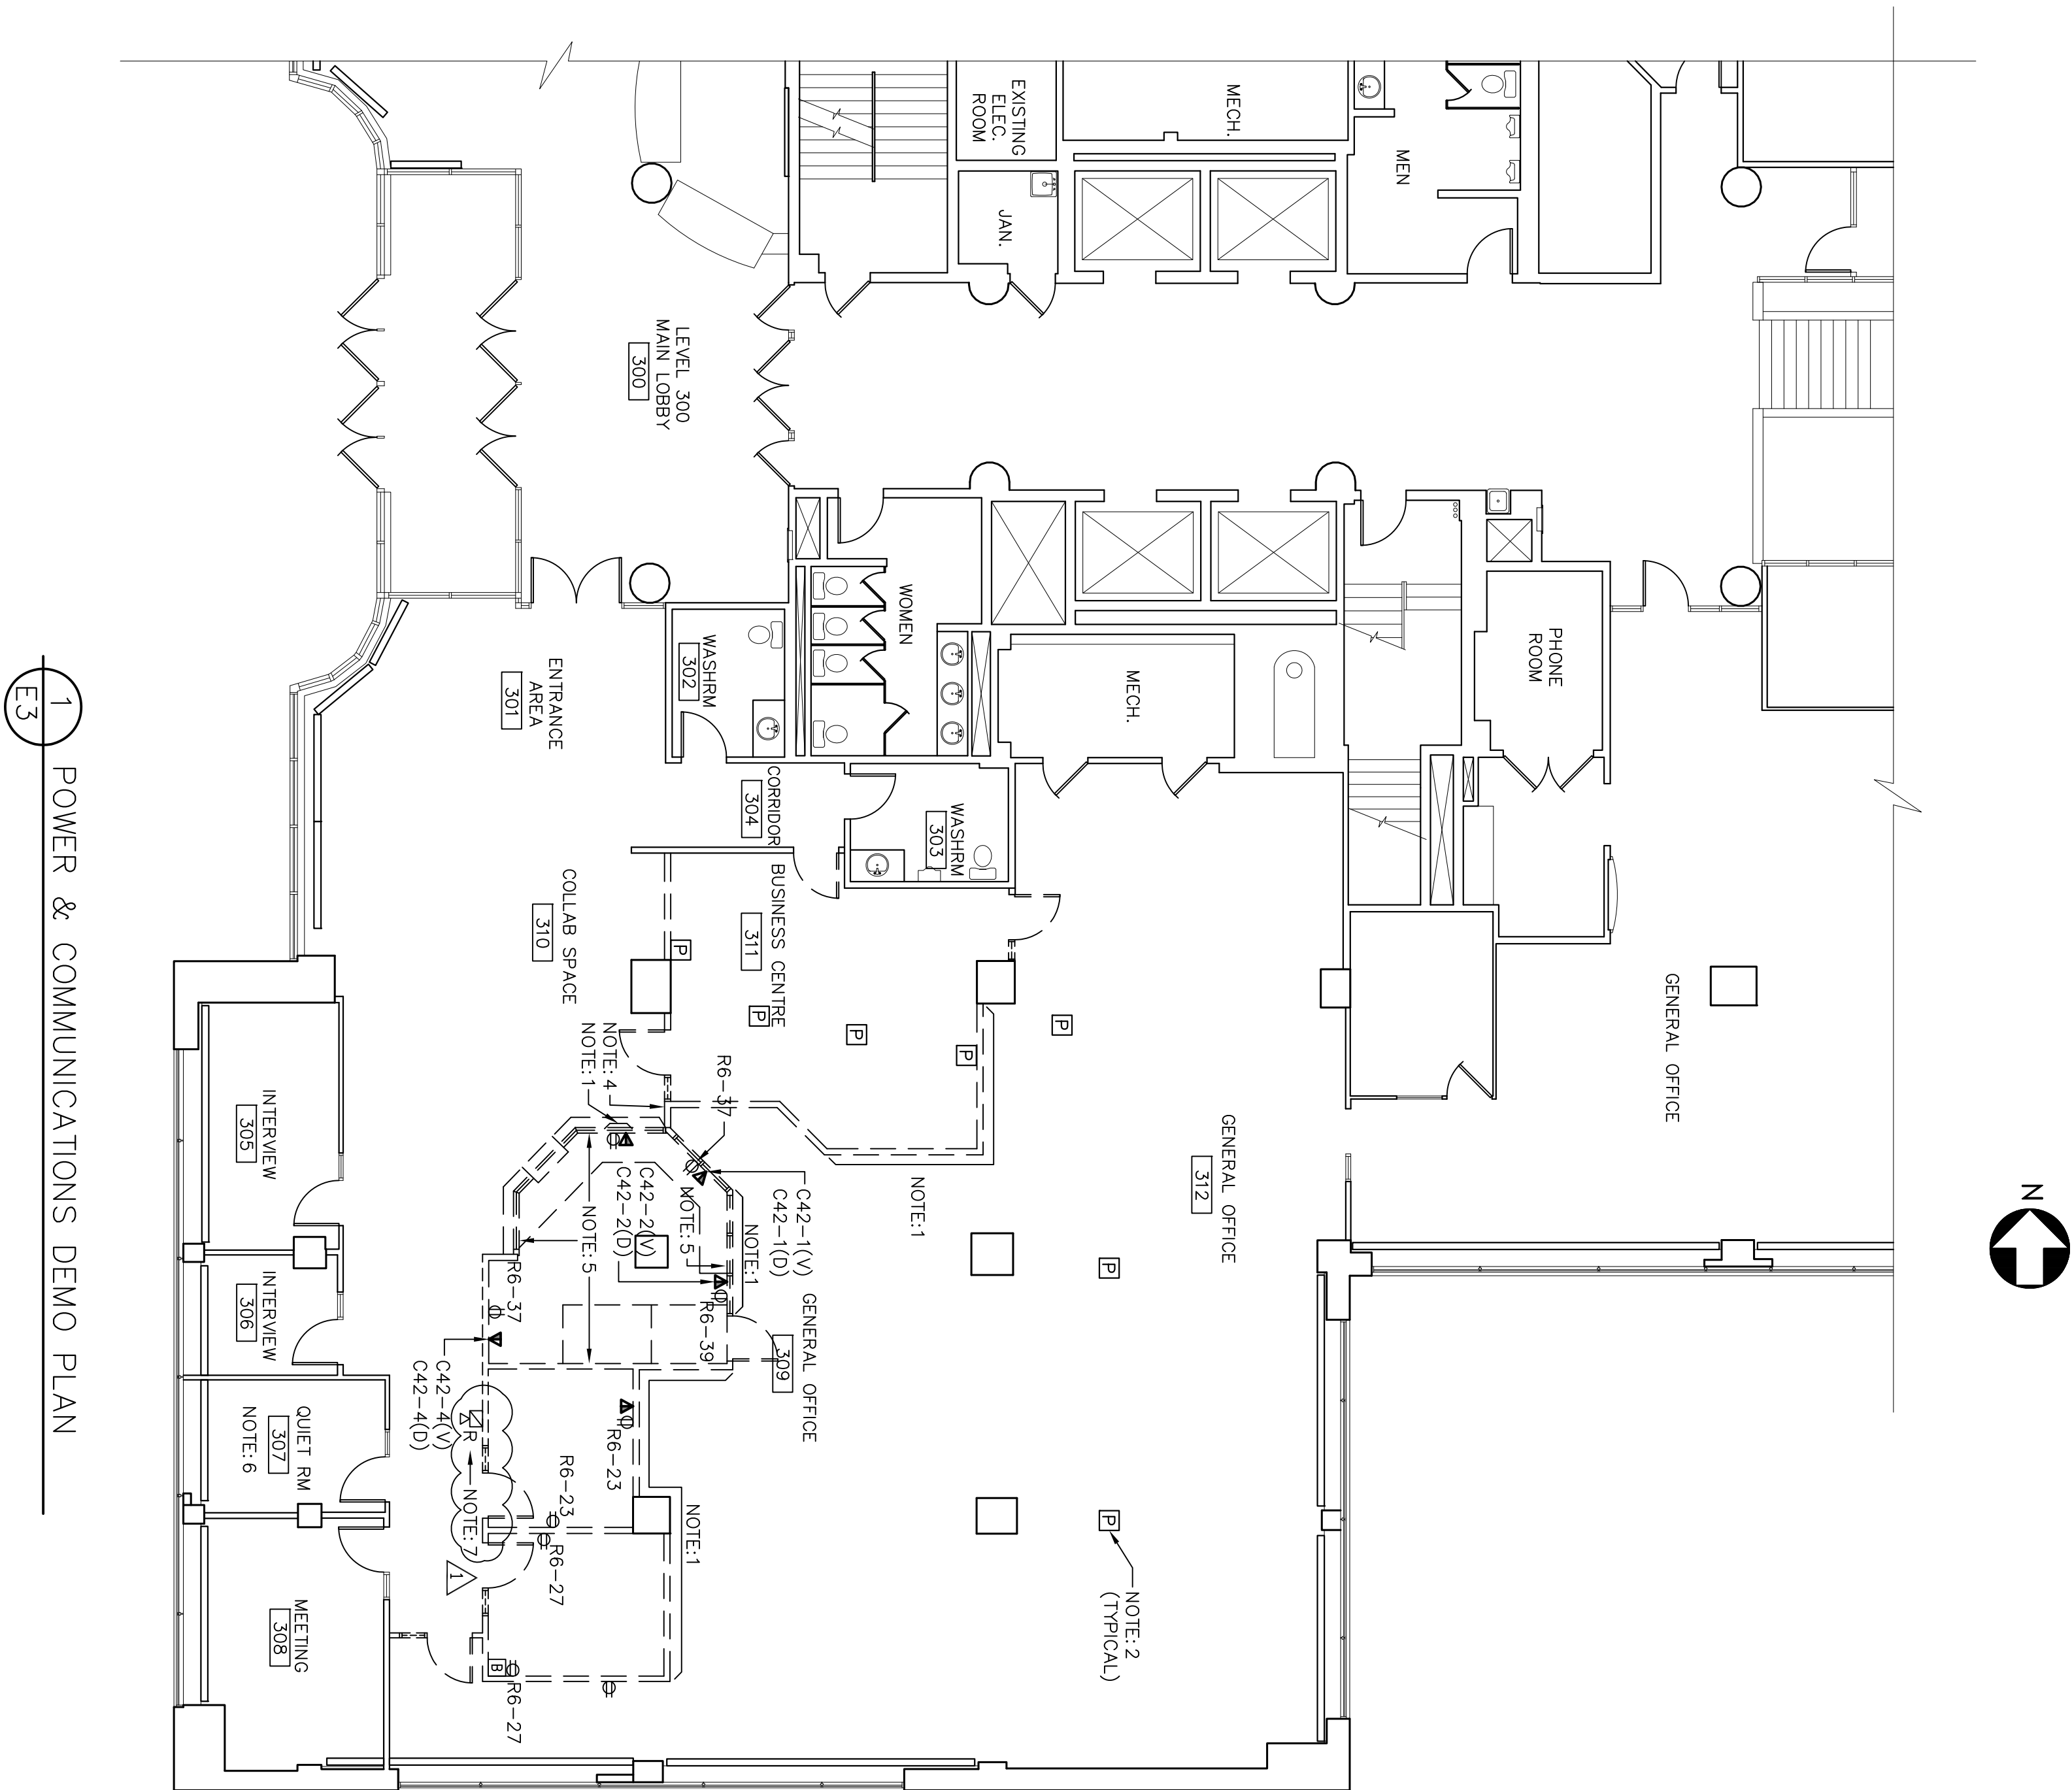 EXISTING
ELEC.
ROOM
MECH.
MEN
JAN.
LEVEL 300
MAIN LOBBY
300
WOMEN
WASHRM
302
MECH.
PHONE
ROOM
ENTRANCE
AREA
301
CORRIDOR
304
WASHRM
303
COLLAB SPACE
310
BUSINESS CENTRE
311
P
P
P
P
P
GENERAL OFFICE
GENERAL OFFICE
312
N
NOTE:4
NOTE:1
R6-37
NOTE:1
C42-1(V)
C42-1(D)
NOTE:1
NOTE:5
C42-2(V)
C42-2(D)
NOTE:5
R6-37
R6-39
GENERAL OFFICE
309
P
INTERVIEW
305
INTERVIEW
306
C42-4(V)
C42-4(D)
QUIET RM
307
NOTE:6
R
NOTE:7
1
R6-23
R6-23
R6-27
R6-27
B
NOTE:1
P
NOTE:2
(TYPICAL)
MEETING
308
1
E3
POWER & COMMUNICATIONS DEMO PLAN